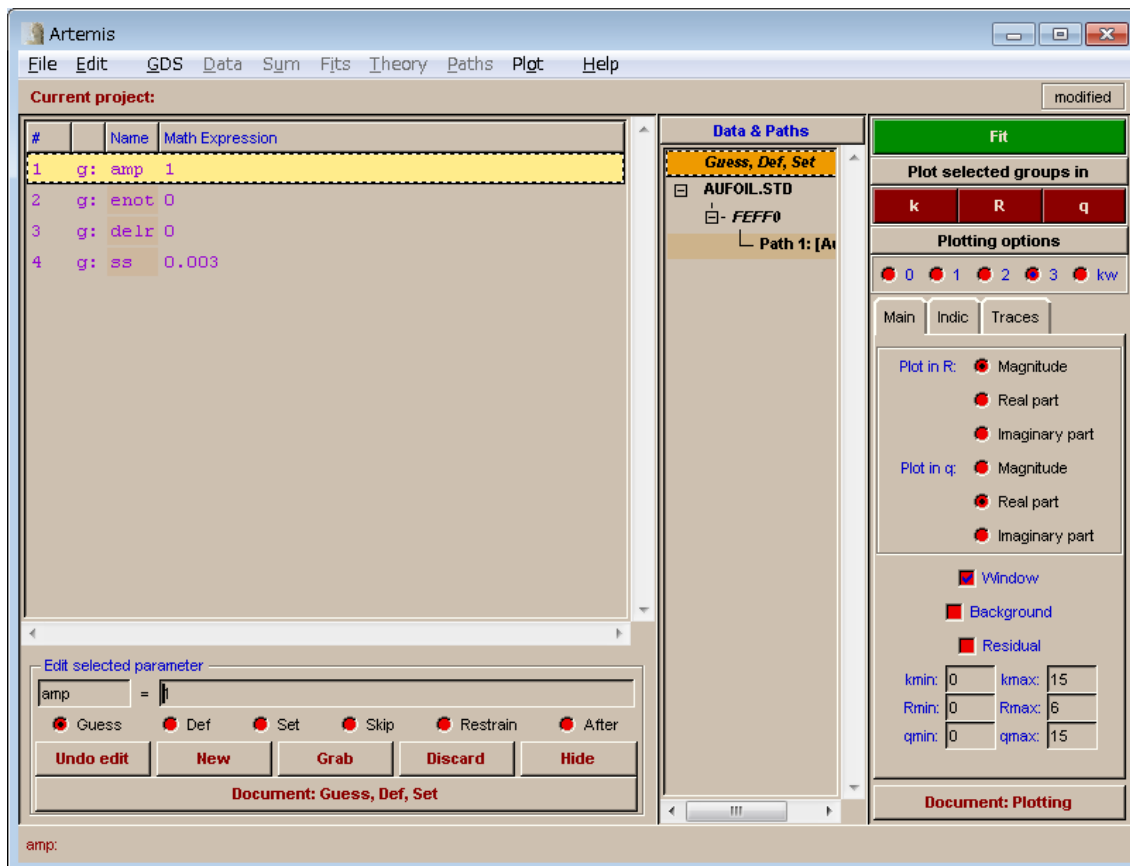 Artemis
File Edit GDS Data Sum Fits Theory Paths Plot Help
Current project: modified
# Name Math Expression
1 g: amp 1
2 g: enot 0
3 g: delr 0
4 g: ss 0.003
Edit selected parameter
amp = 1
Guess Def Set Skip Restrain After
Undo edit New Grab Discard Hide
Document: Guess, Def, Set
Data & Paths
Guess, Def, Set
AUFOIL.STD
FEFF0
Path 1: [Au
Fit
Plot selected groups in
k R q
Plotting options
0 1 2 3 kw
Main Indic Traces
Plot in R: Magnitude
Real part
Imaginary part
Plot in q: Magnitude
Real part
Imaginary part
Window
Background
Residual
kmin: 0 kmax: 15
Rmin: 0 Rmax: 6
qmin: 0 qmax: 15
Document: Plotting
amp: